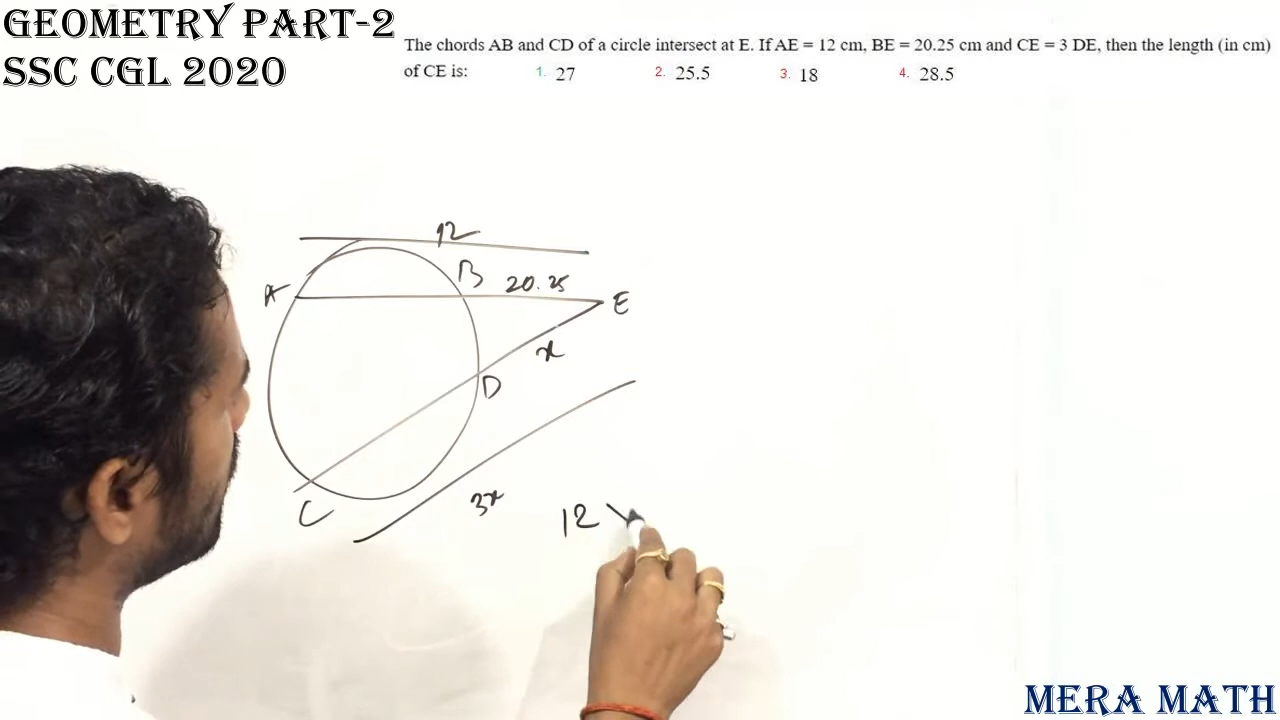 GEOMETRY PART-2
SSC CGL 2020
The chords AB and CD of a circle intersect at E. If AE = 12 cm, BE = 20.25 cm and CE = 3 DE, then the length (in cm)
of CE is: 1. 27 2. 25.5 3. 18 4. 28.5
12
A B 20.25 E
x
D
C 3x
12 ×
MERA MATH